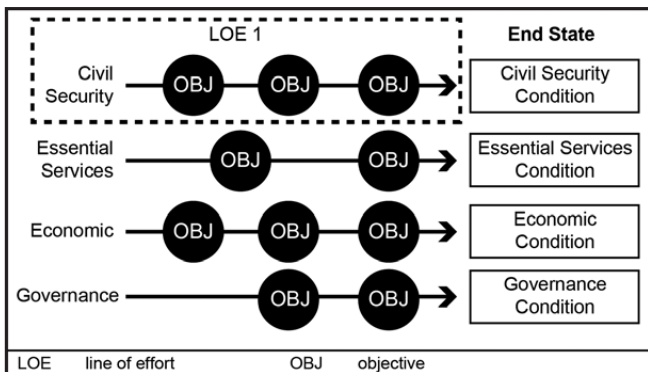 LOE 1
End State
Civil
Security
OBJ
OBJ
OBJ
Civil Security
Condition
Essential
Services
OBJ
OBJ
Essential Services
Condition
Economic
OBJ
OBJ
OBJ
Economic
Condition
Governance
OBJ
OBJ
Governance
Condition
LOE line of effort OBJ objective